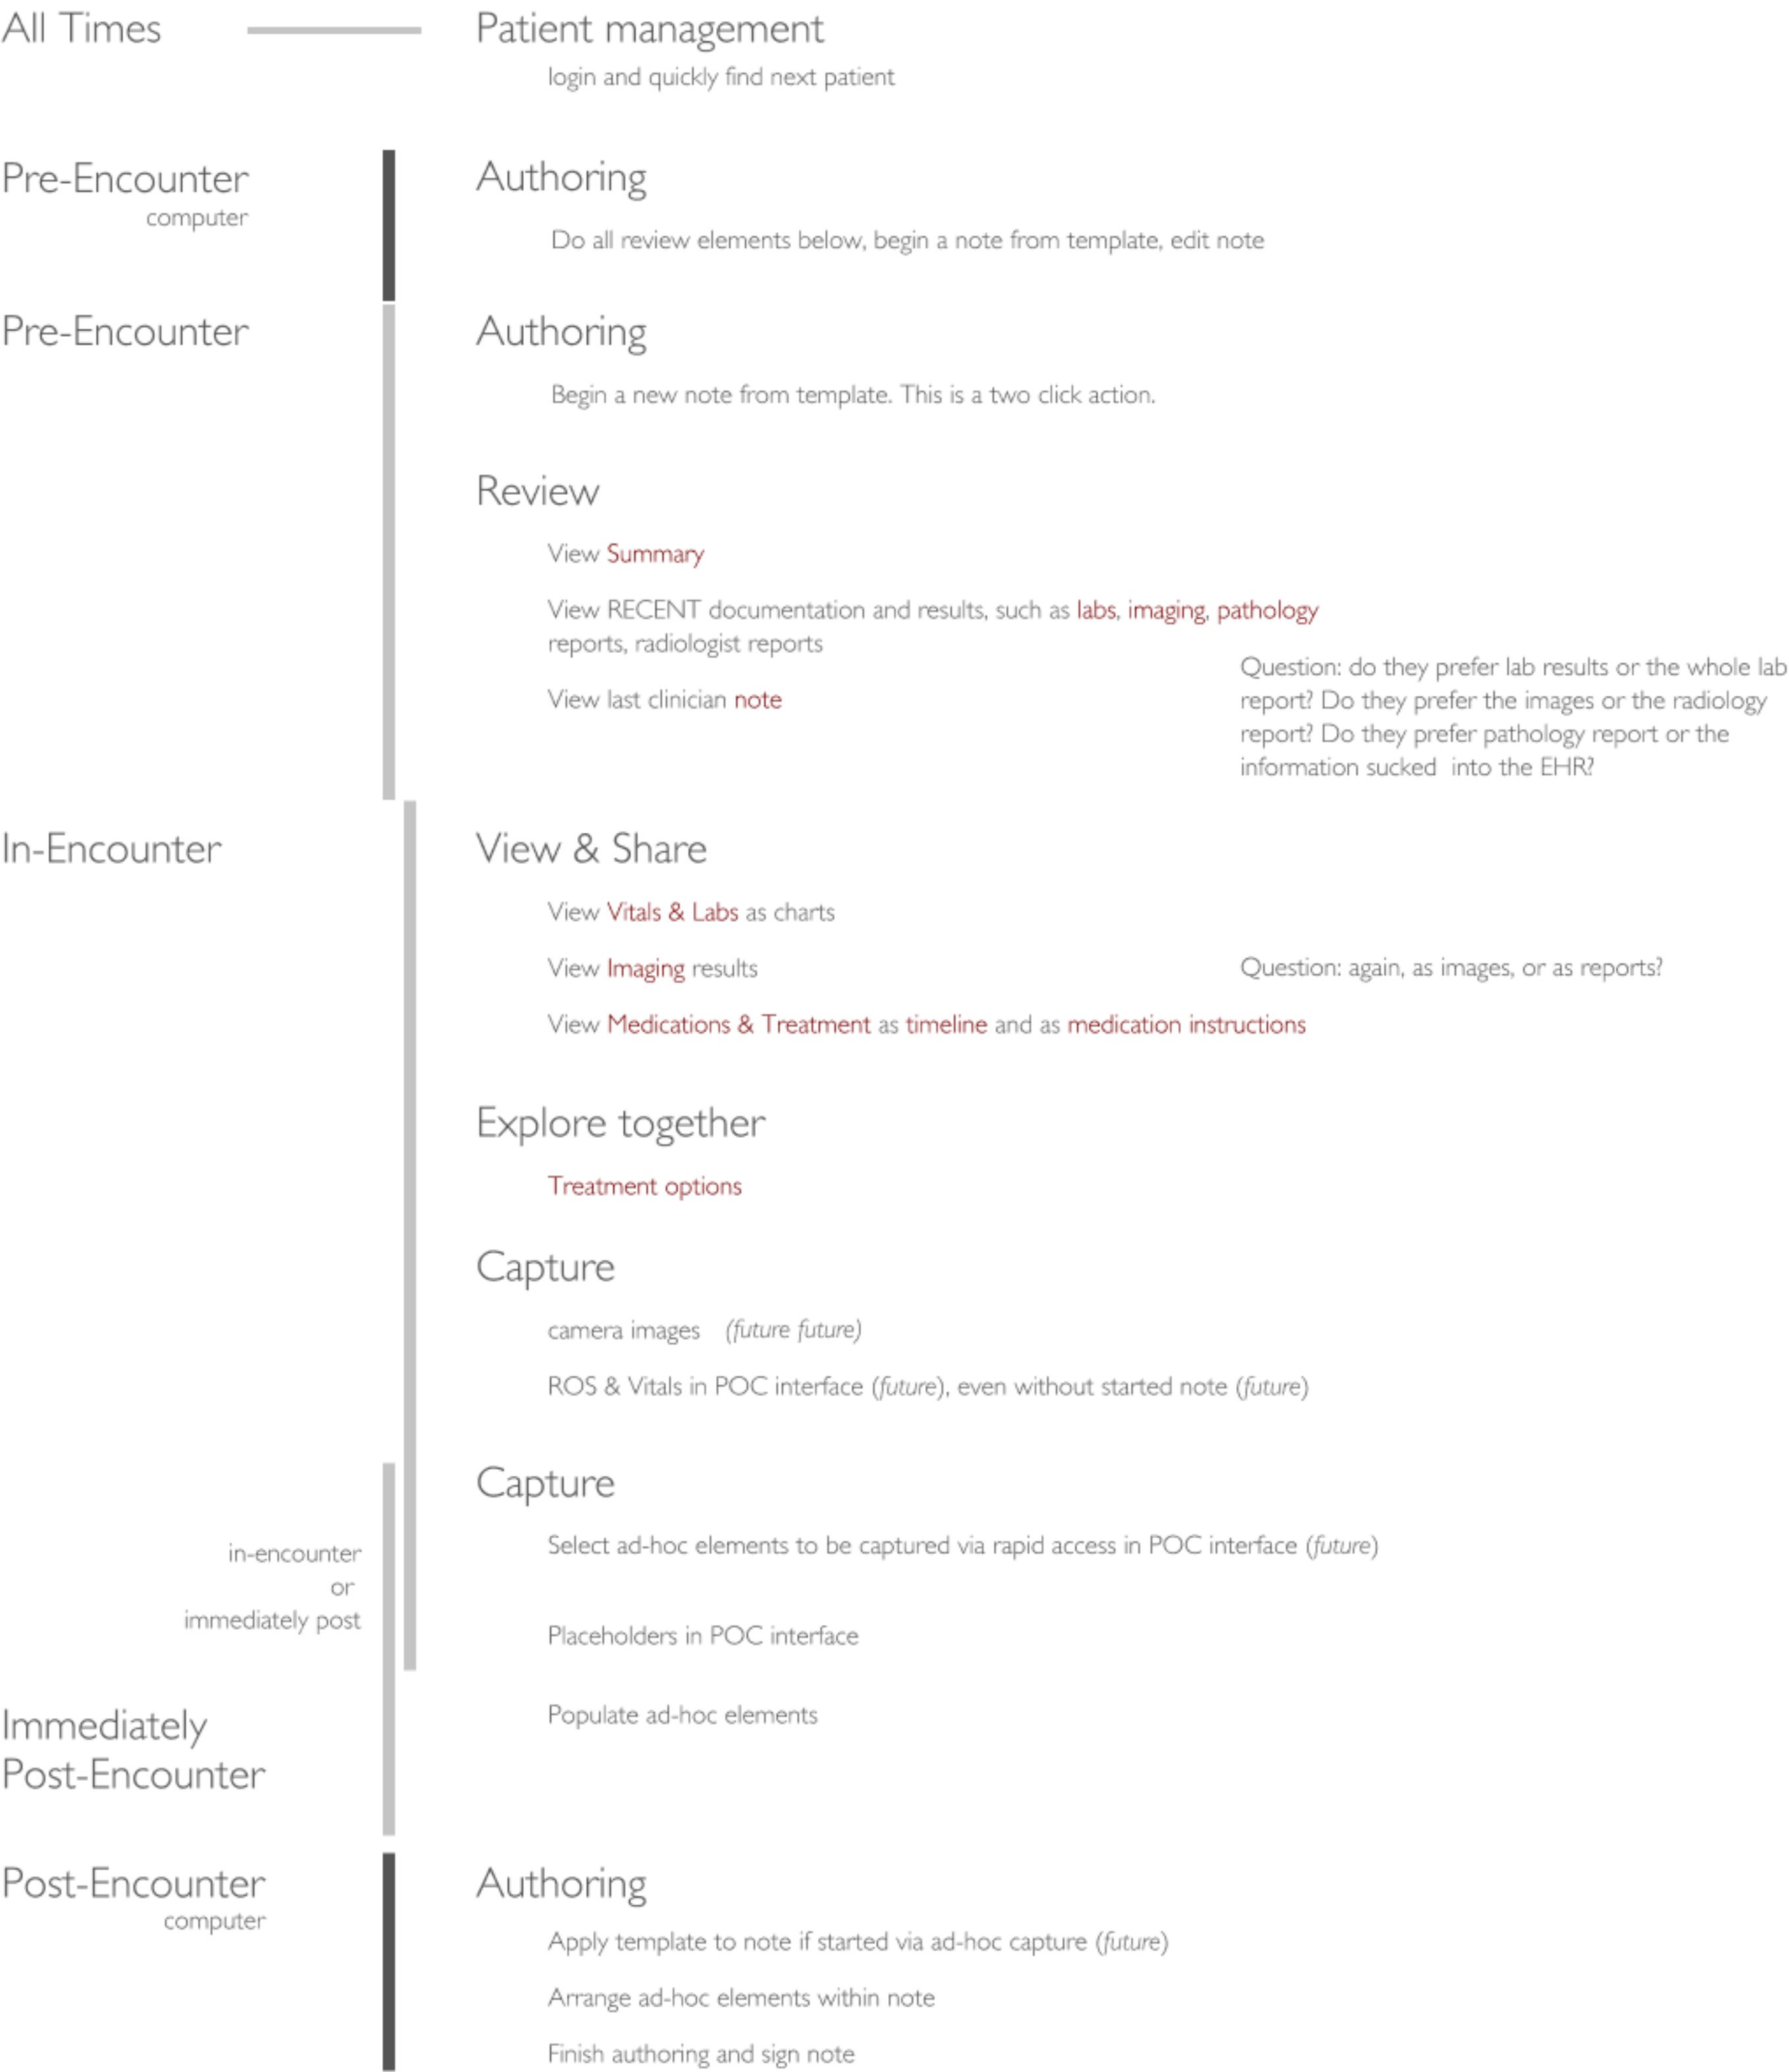 All Times
Patient management
login and quickly find next patient
Pre-Encounter
computer
Authoring
Do all review elements below, begin a note from template, edit note
Pre-Encounter
Authoring
Begin a new note from template. This is a two click action.
Review
View Summary
View RECENT documentation and results, such as labs, imaging, pathology
reports, radiologist reports
View last clinician note
Question: do they prefer lab results or the whole lab
report? Do they prefer the images or the radiology
report? Do they prefer pathology report or the
information sucked into the EHR?
In-Encounter
View & Share
View Vitals & Labs as charts
View Imaging results
Question: again, as images, or as reports?
View Medications & Treatment as timeline and as medication instructions
Explore together
Treatment options
Capture
camera images (future future)
ROS & Vitals in POC interface (future), even without started note (future)
Capture
in-encounter
or
immediately post
Select ad-hoc elements to be captured via rapid access in POC interface (future)
Placeholders in POC interface
Populate ad-hoc elements
Immediately
Post-Encounter
Post-Encounter
computer
Authoring
Apply template to note if started via ad-hoc capture (future)
Arrange ad-hoc elements within note
Finish authoring and sign note